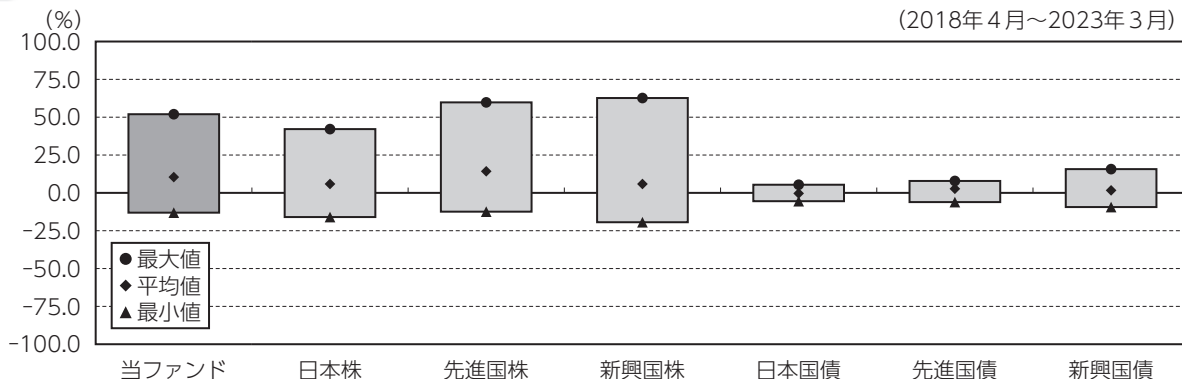 (%)
(2018年4月～2023年3月)
100.0
75.0
50.0
25.0
0.0
-25.0
-50.0
-75.0
-100.0
●最大値
◆平均値
▲最小値
当ファンド 日本株 先進国株 新興国株 日本国債 先進国債 新興国債